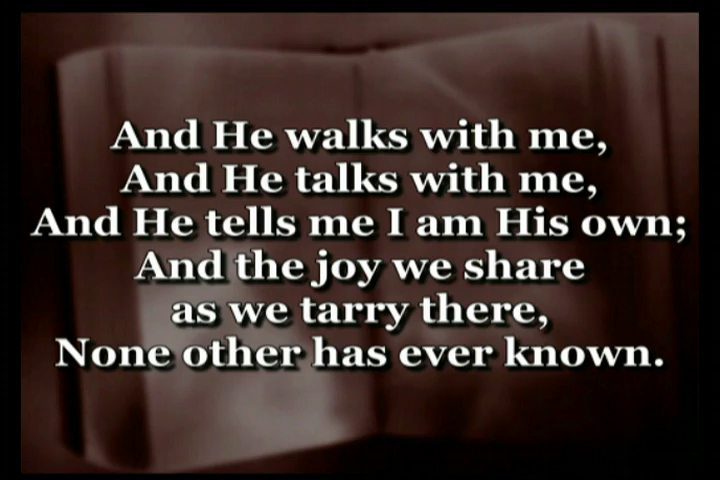 And He walks with me,
And He talks with me,
And He tells me I am His own;
And the joy we share
as we tarry there,
None other has ever known.